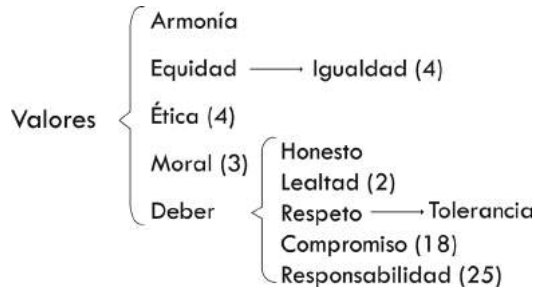 Valores
Armonía
Equidad → Igualdad (4)
Ética (4)
Moral (3)
Deber
Honesto
Lealtad (2)
Respeto → Tolerancia
Compromiso (18)
Responsabilidad (25)